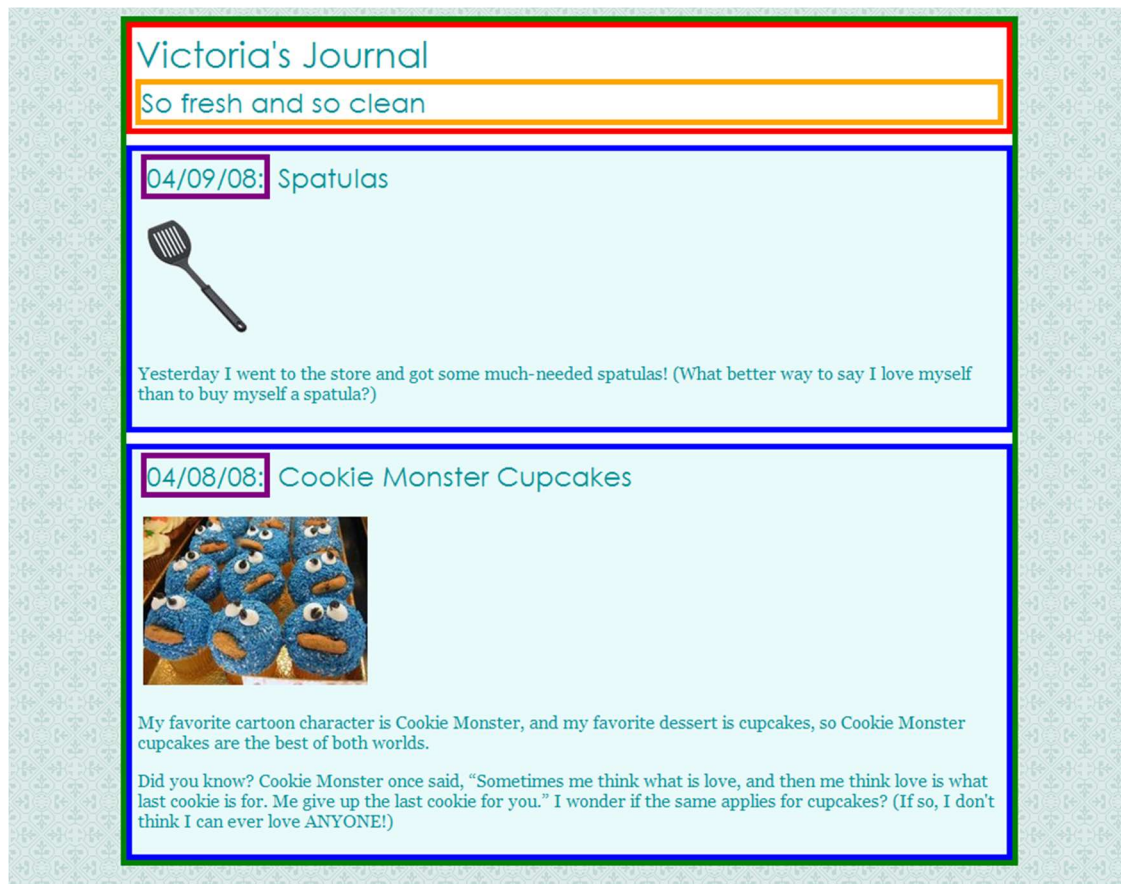 Victoria's Journal
So fresh and so clean
04/09/08: Spatulas
Yesterday I went to the store and got some much-needed spatulas! (What better way to say I love myself
than to buy myself a spatula?)
04/08/08: Cookie Monster Cupcakes
My favorite cartoon character is Cookie Monster, and my favorite dessert is cupcakes, so Cookie Monster
cupcakes are the best of both worlds.
Did you know? Cookie Monster once said, “Sometimes me think what is love, and then me think love is what
last cookie is for. Me give up the last cookie for you.” I wonder if the same applies for cupcakes? (If so, I don't
think I can ever love ANYONE!)